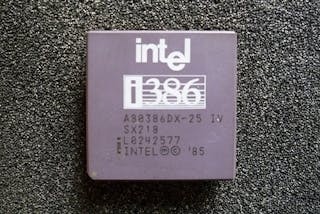 intel
i386
A80386DX-25 IV
SX218
L0242577
INTEL Ⓜ © '85